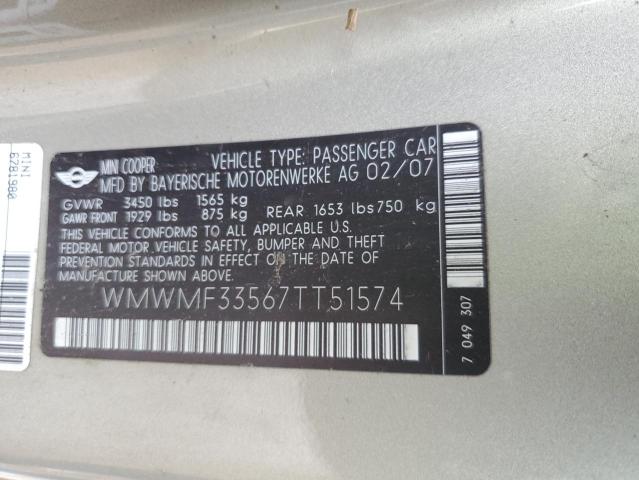 MINI COOPER
VEHICLE TYPE: PASSENGER CAR
MFD BY BAYERISCHE MOTORENWERKE AG 02/07
GVWR 3450 lbs 1565 kg
GAWR FRONT 1929 lbs 875 kg REAR 1653 lbs 750 kg
THIS VEHICLE CONFORMS TO ALL APPLICABLE U.S.
FEDERAL MOTOR VEHICLE SAFETY, BUMPER AND THEFT
PREVENTION STANDARDS IN EFFECT ON THE DATE OF
MANUFACTURE SHOWN ABOVE.
WMWMF33567TT51574
7 049 307
MINI
6781980